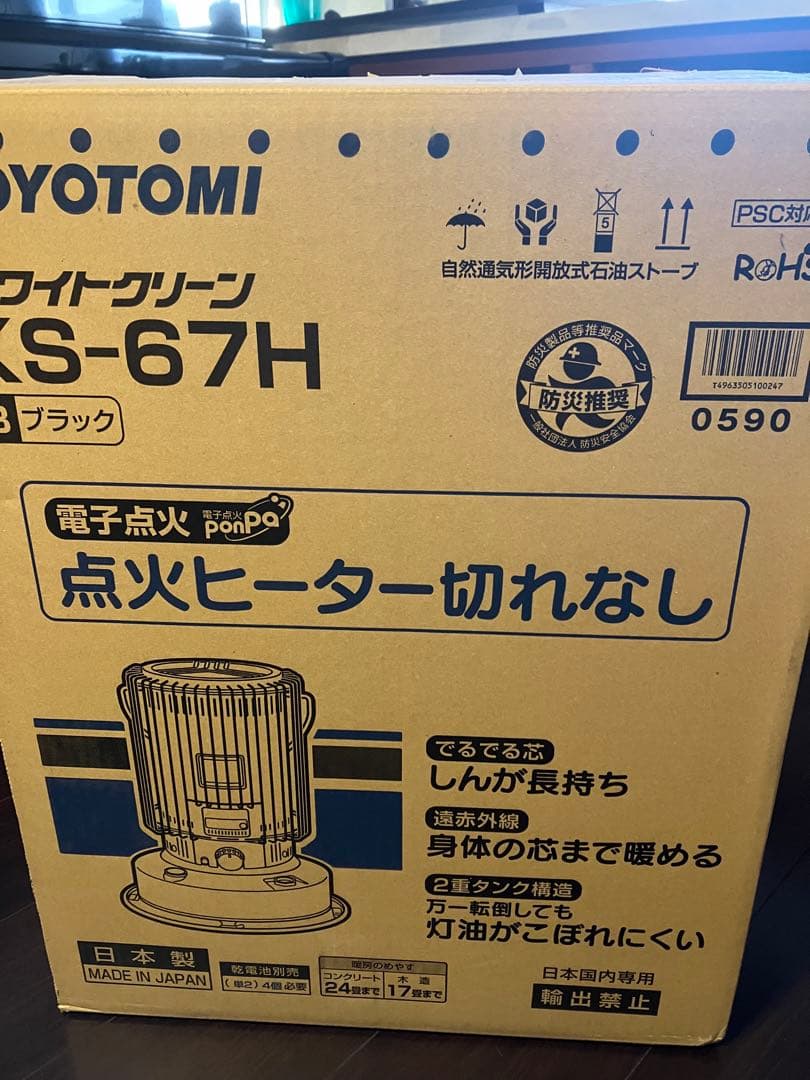 OYOTOMI
5
PSC対応
自然通気形開放式石油ストーブ
RoHS
ワイトクリーン
KS-67H
B ブラック
防災製品等推奨品マーク
防災推奨
一般社団法人 防災安全協会
T4963505100247
0590
電子点火 電子点火 PonPa
点火ヒーター切れなし
でるでる芯
しんが長持ち
遠赤外線
身体の芯まで暖める
2重タンク構造
万一転倒しても
灯油がこぼれにくい
日本製
MADE IN JAPAN
乾電池別売
(単2)4個必要
暖房のめやす
コンクリート 24畳まで
木造 17畳まで
日本国内専用
輸出禁止